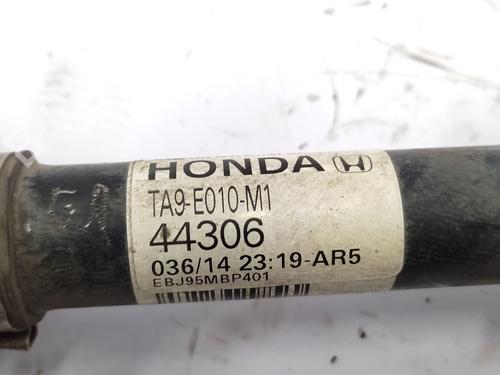 HONDA
TA9-E010-M1
44306
036/14 23:19-AR5
EBJ95MBP401